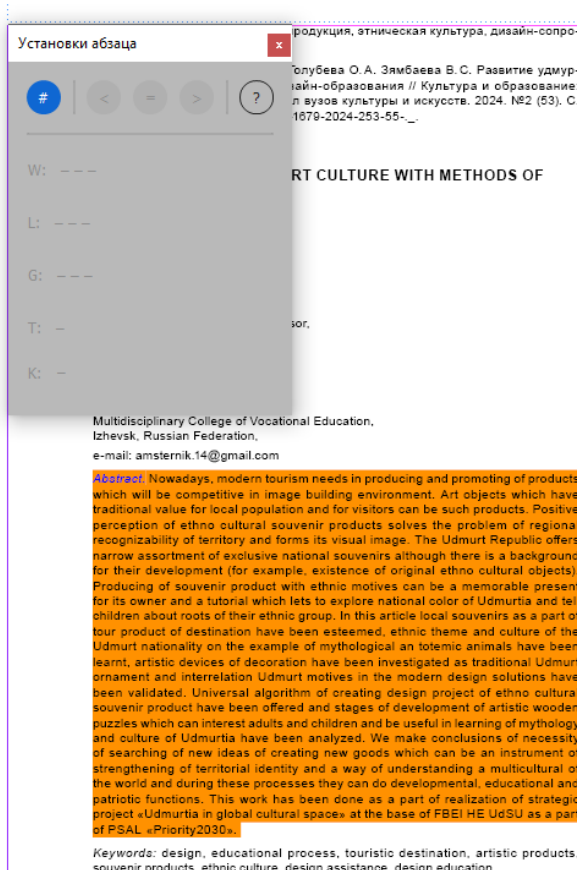 Установки абзаца
x
# < = > ?
W: – – –
L: – – –
G: – – –
T: –
K: –
родукция, этническая культура, дизайн-сопро-
Голубева О. А. Зямбаева В. С. Развитие удмур-
айн-образования // Культура и образование:
л вузов культуры и искусств. 2024. №2 (53). С.
1679-2024-253-55-._.
RT CULTURE WITH METHODS OF
sor,
Multidisciplinary College of Vocational Education,
Izhevsk, Russian Federation,
e-mail: amsternik.14@gmail.com
Abstract. Nowadays, modern tourism needs in producing and promoting of products
which will be competitive in image building environment. Art objects which have
traditional value for local population and for visitors can be such products. Positive
perception of ethno cultural souvenir products solves the problem of regional
recognizability of territory and forms its visual image. The Udmurt Republic offers
narrow assortment of exclusive national souvenirs although there is a background
for their development (for example, existence of original ethno cultural objects).
Producing of souvenir product with ethnic motives can be a memorable present
for its owner and a tutorial which lets to explore national color of Udmurtia and tell
children about roots of their ethnic group. In this article local souvenirs as a part of
tour product of destination have been esteemed, ethnic theme and culture of the
Udmurt nationality on the example of mythological an totemic animals have been
learnt, artistic devices of decoration have been investigated as traditional Udmurt
ornament and interrelation Udmurt motives in the modern design solutions have
been validated. Universal algorithm of creating design project of ethno cultural
souvenir product have been offered and stages of development of artistic wooden
puzzles which can interest adults and children and be useful in learning of mythology
and culture of Udmurtia have been analyzed. We make conclusions of necessity
of searching of new ideas of creating new goods which can be an instrument of
strengthening of territorial identity and a way of understanding a multicultural of
the world and during these processes they can do developmental, educational and
patriotic functions. This work has been done as a part of realization of strategic
project «Udmurtia in global cultural space» at the base of FBEI HE UdSU as a part
of PSAL «Priority2030».
Keywords: design, educational process, touristic destination, artistic products,
souvenir products, ethnic culture, design assistance, design education